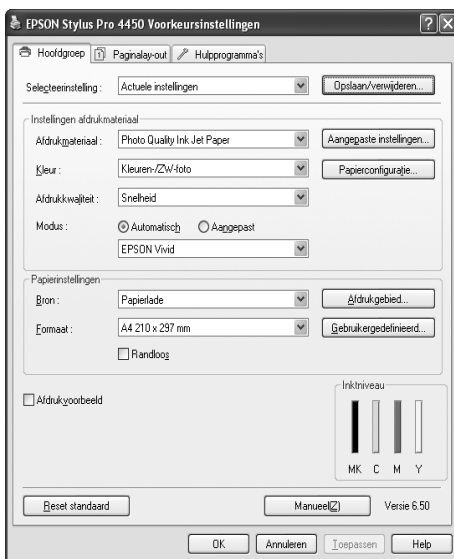 EPSON Stylus Pro 4450 Voorkeursinstellingen
Hoofdgroep Paginalay-out Hulpprogramma's
Selecteerinstelling : Actuele instellingen Opslaan/verwijderen...
Instellingen afdrukmateriaal
Afdrukmateriaal : Photo Quality Ink Jet Paper Aangepaste instellingen...
Kleur : Kleuren-/ZW-foto Papierconfiguratie...
Afdrukkwaliteit : Snelheid
Modus : Automatisch Aangepast
EPSON Vivid
Papierinstellingen
Bron : Papierlade Afdrukgebied...
Formaat : A4 210 x 297 mm Gebruikergedefinieerd...
Randloos
Afdrukvoorbeeld
Inktniveau
MK C M Y
Reset standaard Manueel(Z) Versie 6.50
OK Annuleren Toepassen Help